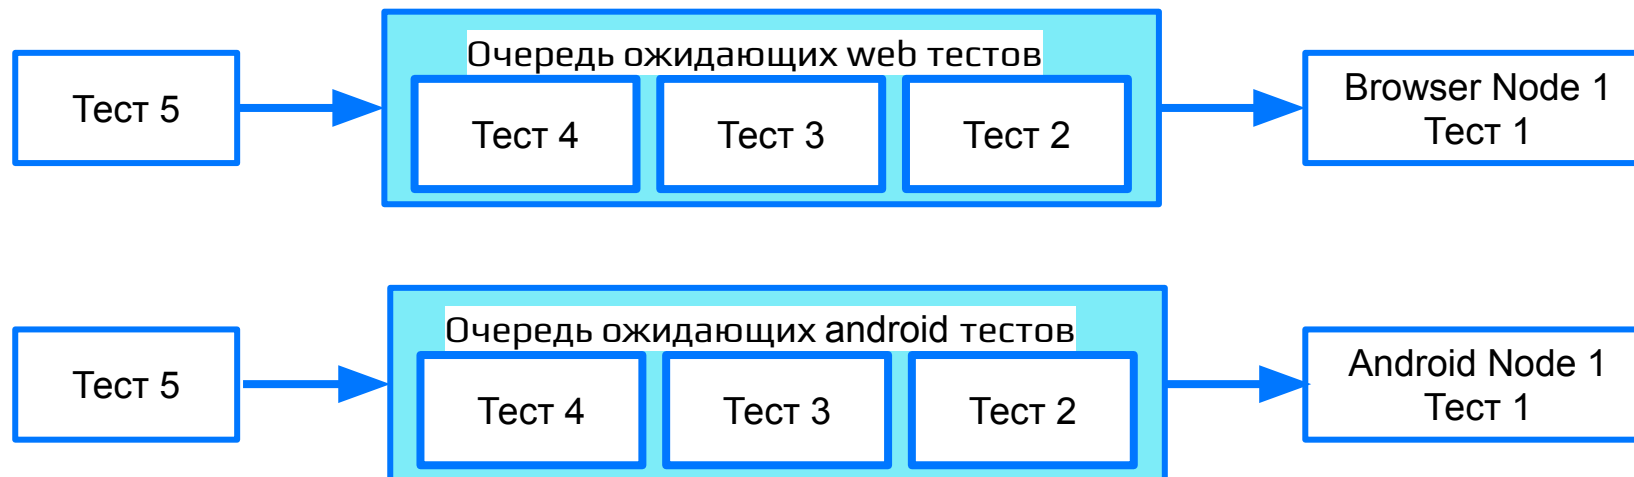 Очередь ожидающих web тестов
Тест 5
Тест 4
Тест 3
Тест 2
Browser Node 1
Тест 1
Очередь ожидающих android тестов
Тест 5
Тест 4
Тест 3
Тест 2
Android Node 1
Тест 1